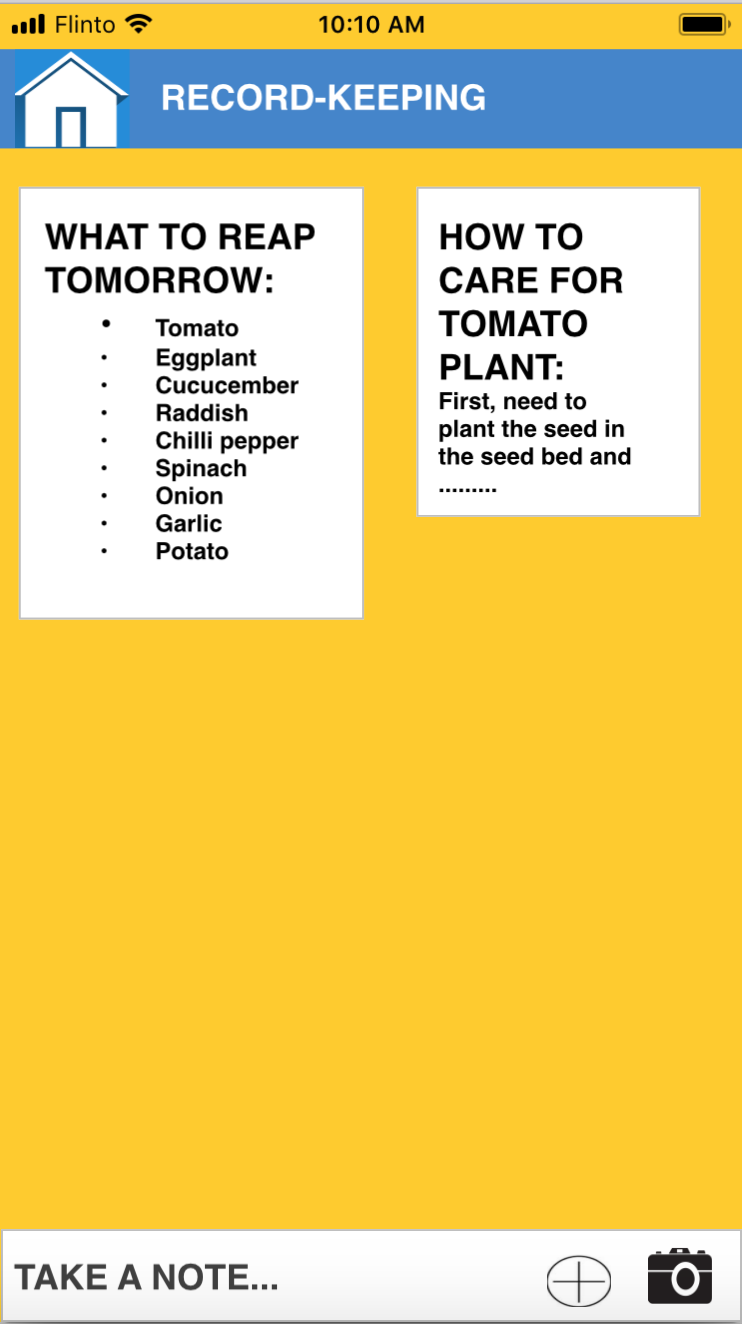 Flinto
10:10 AM
RECORD-KEEPING
WHAT TO REAP
TOMORROW:
• Tomato
• Eggplant
• Cucucember
• Raddish
• Chilli pepper
• Spinach
• Onion
• Garlic
• Potato
HOW TO
CARE FOR
TOMATO
PLANT:
First, need to
plant the seed in
the seed bed and
.........
TAKE A NOTE...